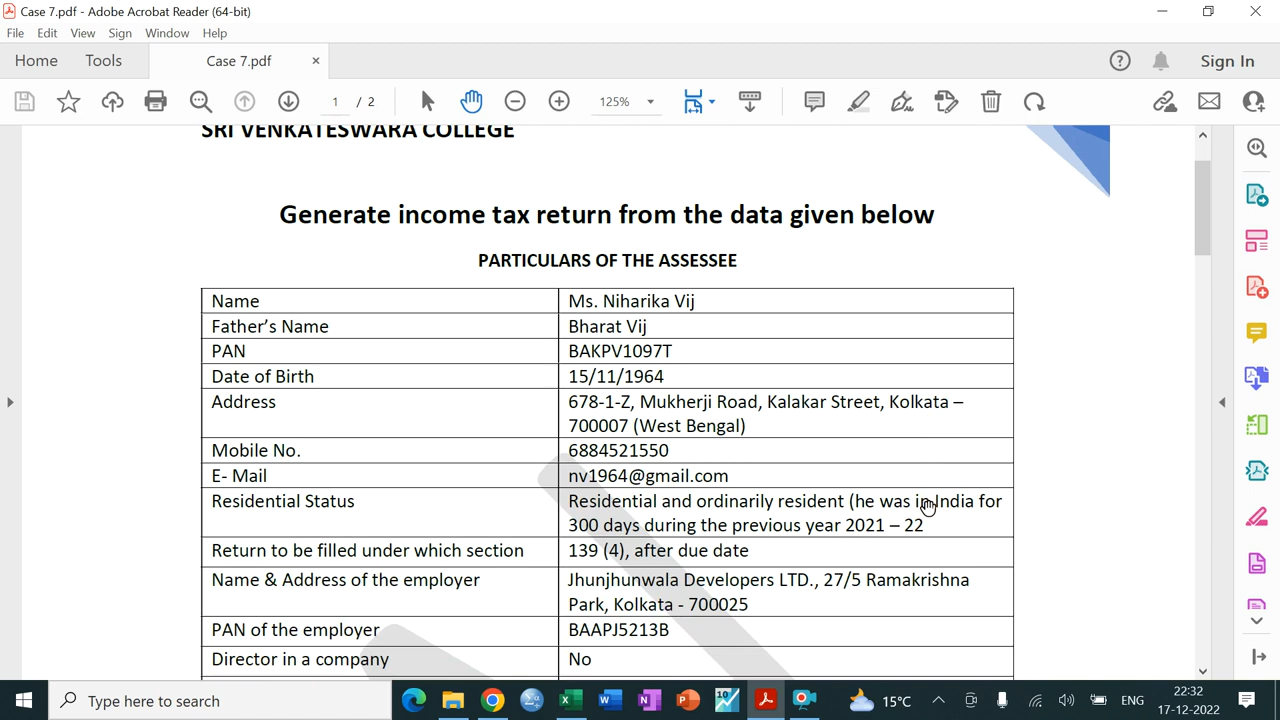 Case 7.pdf - Adobe Acrobat Reader (64-bit)
File Edit View Sign Window Help
Home Tools Case 7.pdf × Sign In
1 / 2 125%
SRI VENKATESWARA COLLEGE
Generate income tax return from the data given below
PARTICULARS OF THE ASSESSEE
Name Ms. Niharika Vij
Father's Name Bharat Vij
PAN BAKPV1097T
Date of Birth 15/11/1964
Address 678-1-Z, Mukherji Road, Kalakar Street, Kolkata –
700007 (West Bengal)
Mobile No. 6884521550
E- Mail nv1964@gmail.com
Residential Status Residential and ordinarily resident (he was in India for
300 days during the previous year 2021 – 22
Return to be filled under which section 139 (4), after due date
Name & Address of the employer Jhunjhunwala Developers LTD., 27/5 Ramakrishna
Park, Kolkata - 700025
PAN of the employer BAAPJ5213B
Director in a company No
Type here to search
15°C ENG
22:32
17-12-2022